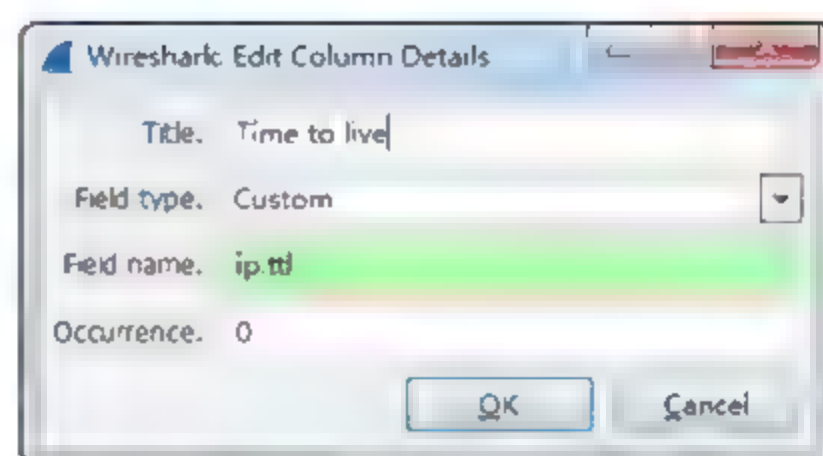 Wireshark: Edit Column Details
Title: Time to live
Field type: Custom
Field name: ip.ttl
Occurrence: 0
OK Cancel